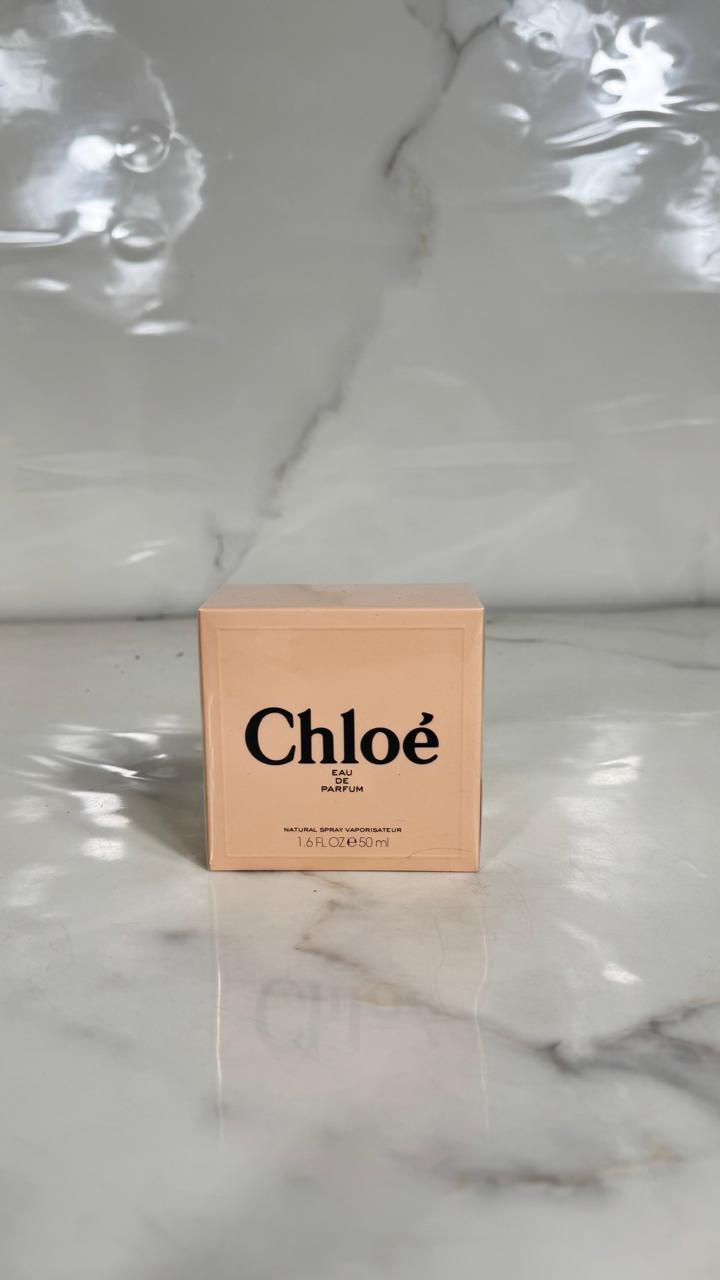 Chloé
EAU
DE
PARFUM
NATURAL SPRAY VAPORISATEUR
1.6 FL OZ ℮ 50 ml